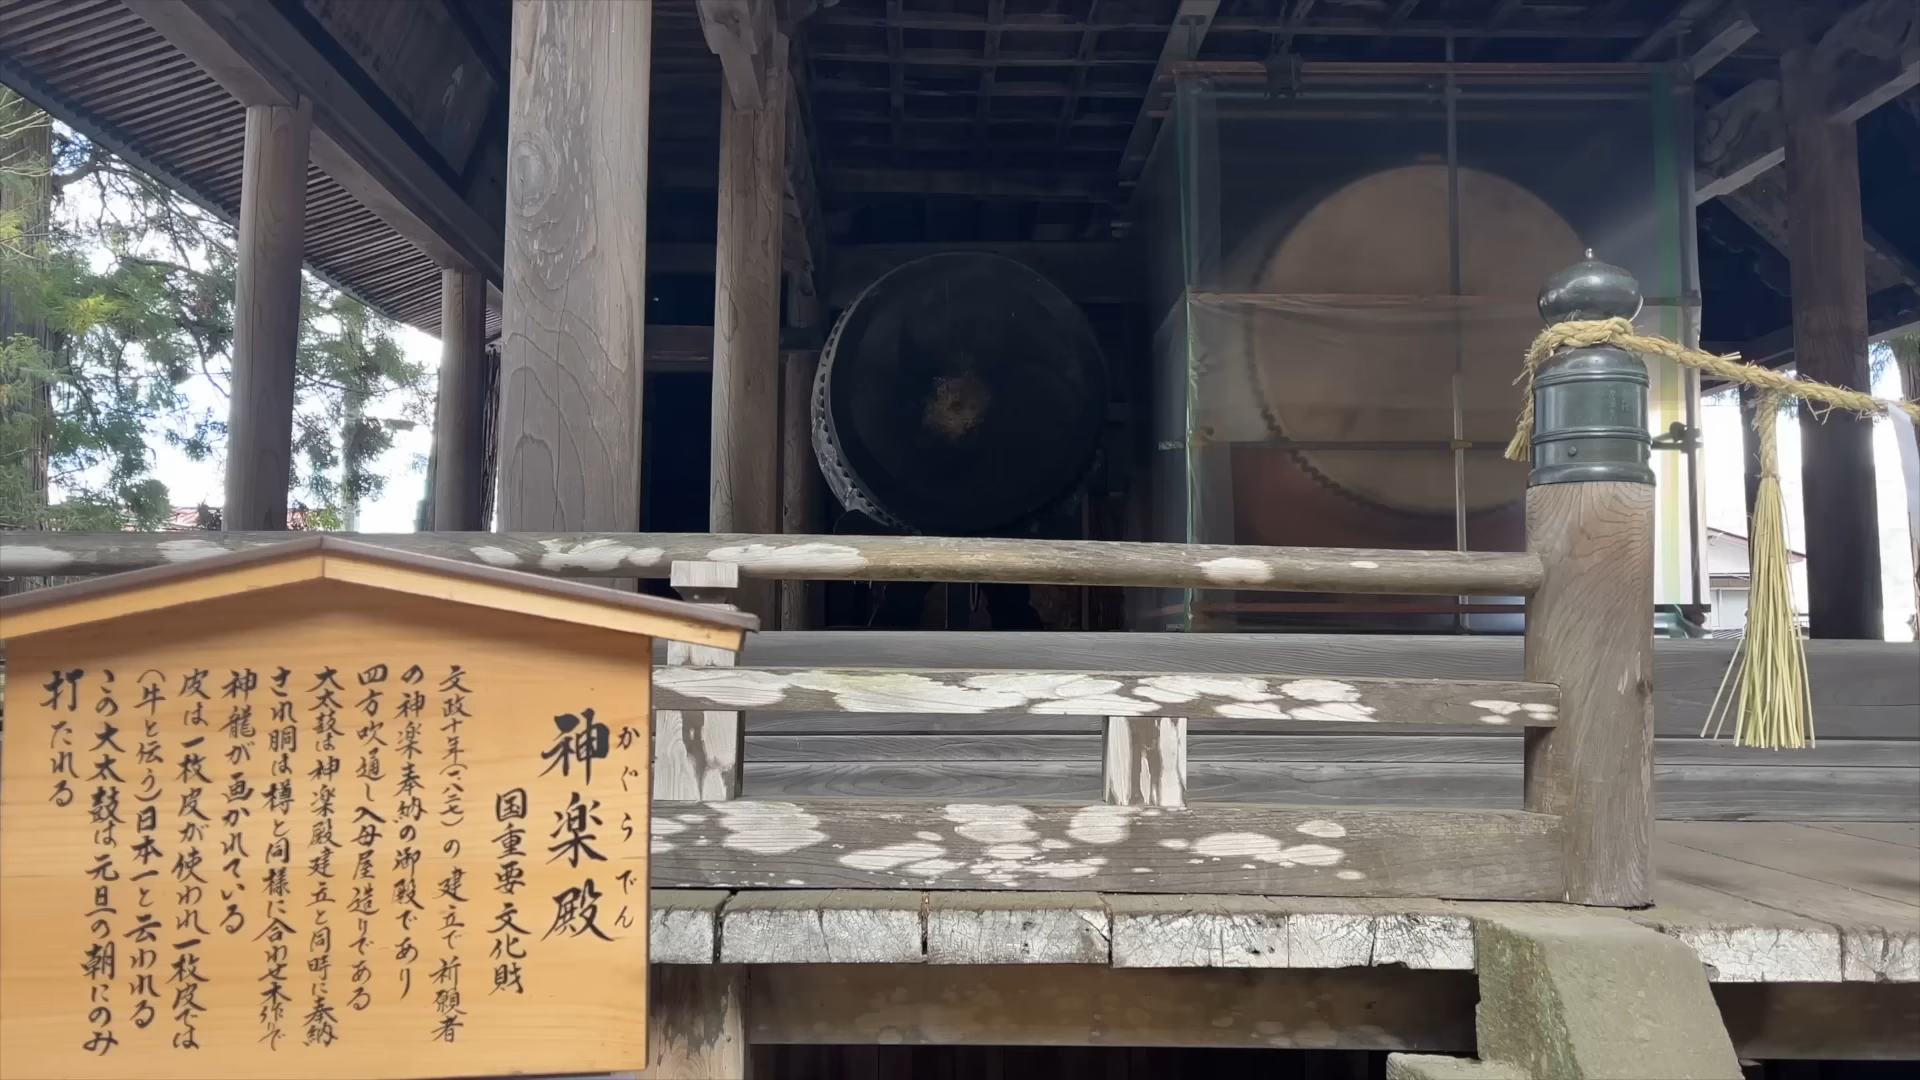 神楽殿
かぐらでん
国重要文化財
文政十年(一八二七)の建立で祈願者
の神楽奉納の御殿であり
四方吹通し入母屋造りである
大太鼓は神楽殿建立と同時に奉納
され胴は樽と同様に合わせ木作りで
神龍が画かれている
皮は一枚皮が使われ一枚皮では
(牛と伝う)日本一と云われる
この大太鼓は元旦の朝にのみ
打たれる